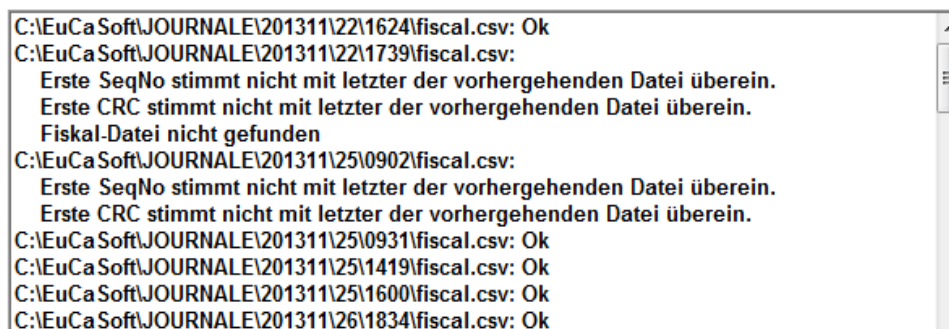 C:\EuCaSoft\JOURNALE\201311\22\1624\fiscal.csv: Ok
C:\EuCaSoft\JOURNALE\201311\22\1739\fiscal.csv:
Erste SeqNo stimmt nicht mit letzter der vorhergehenden Datei überein.
Erste CRC stimmt nicht mit letzter der vorhergehenden Datei überein.
Fiskal-Datei nicht gefunden
C:\EuCaSoft\JOURNALE\201311\25\0902\fiscal.csv:
Erste SeqNo stimmt nicht mit letzter der vorhergehenden Datei überein.
Erste CRC stimmt nicht mit letzter der vorhergehenden Datei überein.
C:\EuCaSoft\JOURNALE\201311\25\0931\fiscal.csv: Ok
C:\EuCaSoft\JOURNALE\201311\25\1419\fiscal.csv: Ok
C:\EuCaSoft\JOURNALE\201311\25\1600\fiscal.csv: Ok
C:\EuCaSoft\JOURNALE\201311\26\1834\fiscal.csv: Ok